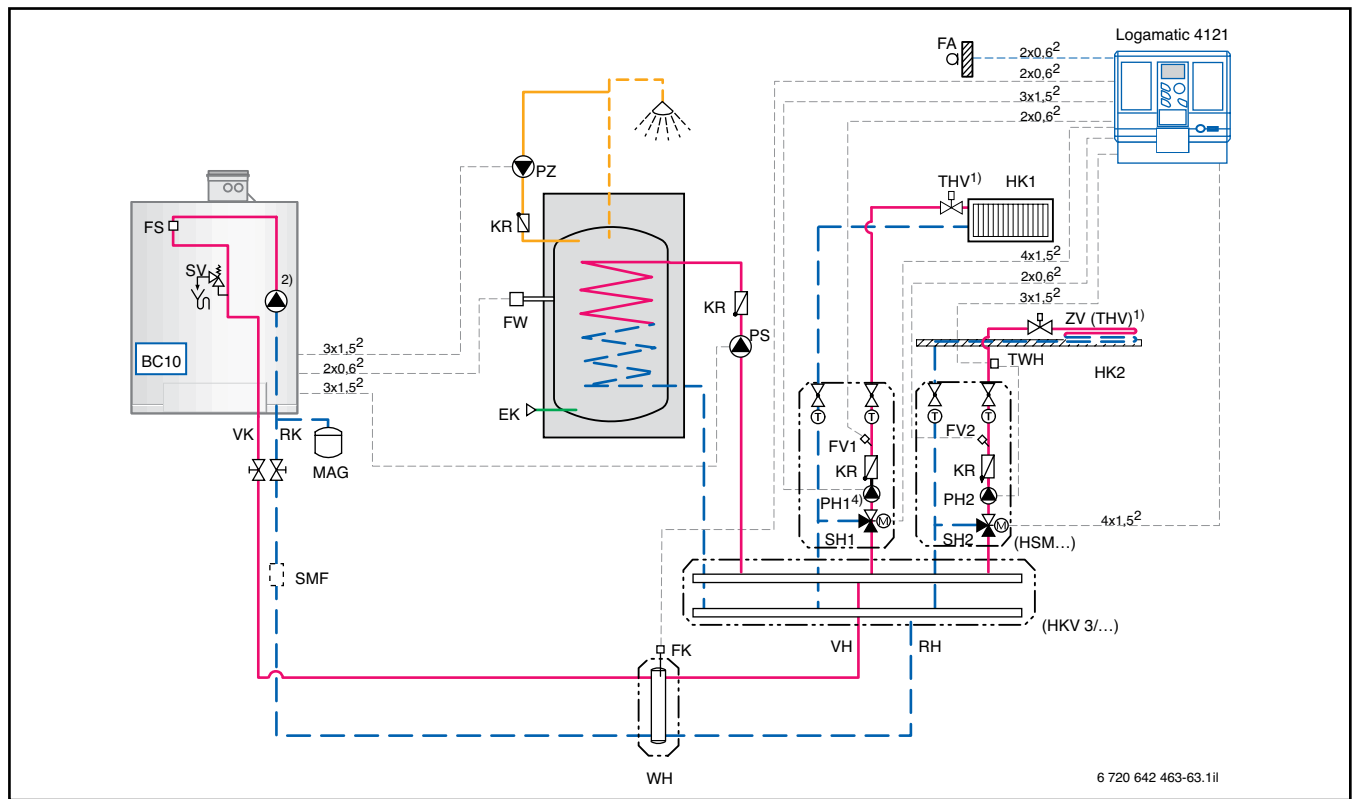 Logamatic 4121
FA
2x0.6²
2x0,6²
3x1,5²
2x0,6²
PZ
THV¹⁾
HK1
FS
KR
SV
2)
4x1,5²
2x0,6²
3x1,5²
KR
FW
PS
ZV (THV)¹⁾
BC10
3x1,5²
2x0,6²
3x1,5²
TWH
HK2
EK
T
T
T
T
VK
RK
MAG
FV1
FV2
KR
KR
PH1⁴⁾
PH2
M
M
4x1,5²
SH1
SH2
(HSM...)
SMF
(HKV 3/...)
VH
RH
FK
WH
6 720 642 463-63.1il